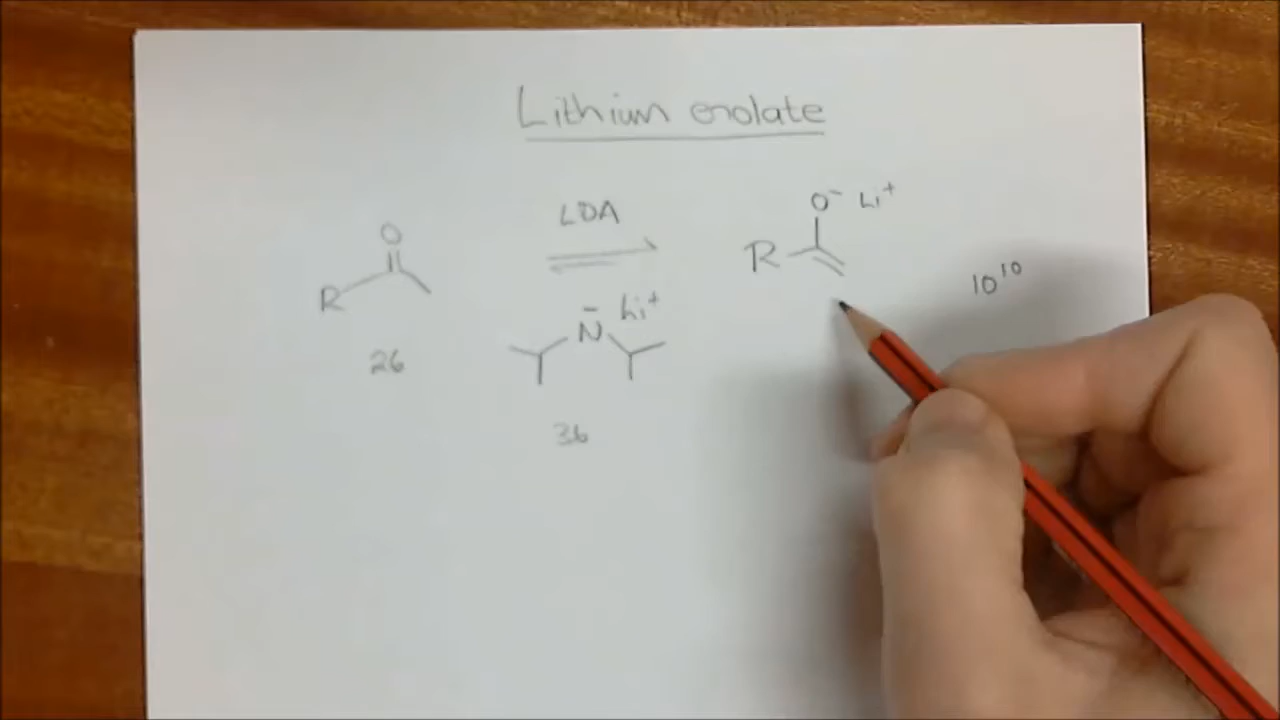 Lithium enolate
LDA
O
R
26
N̄ Li⁺
36
O⁻ Li⁺
R
10¹⁰